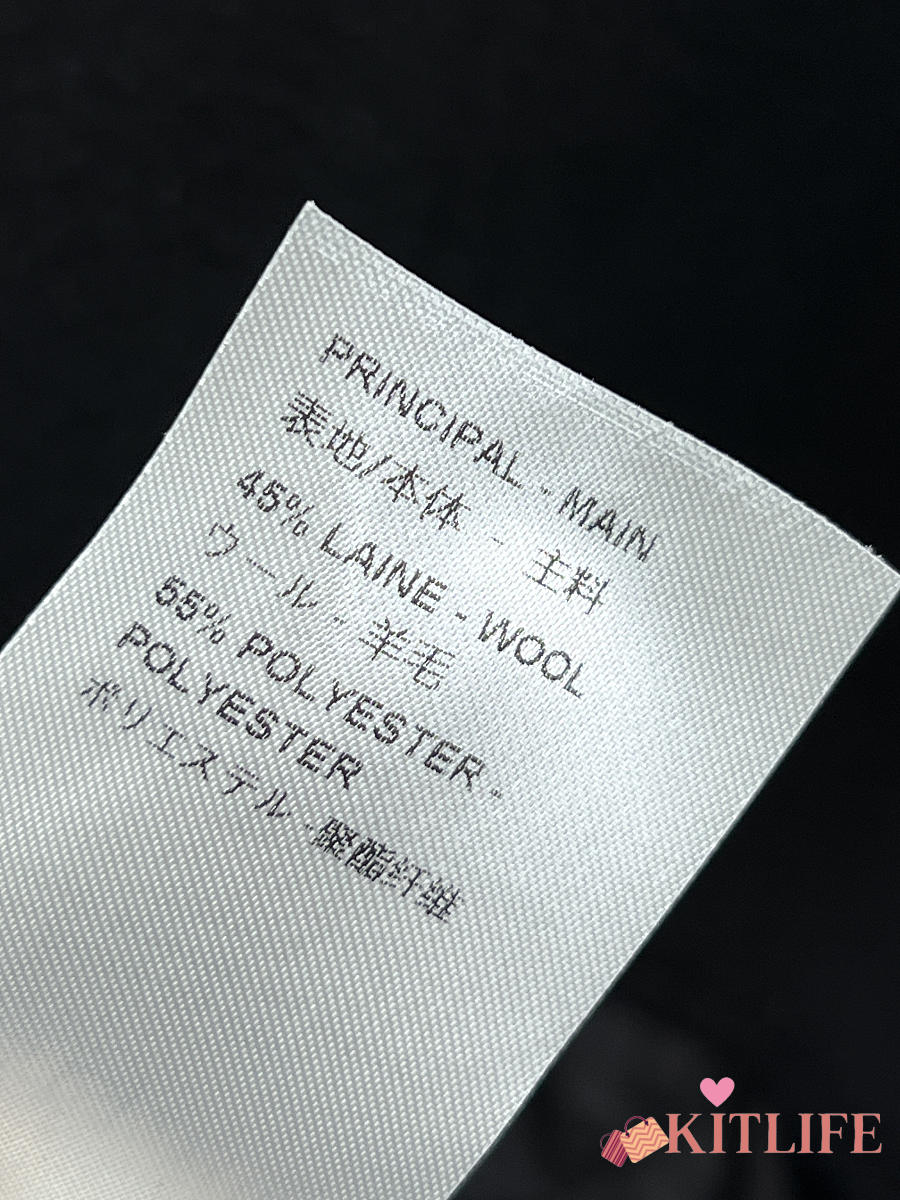 PRINCIPAL - MAIN
表地/本体 - 主料
45% LAINE - WOOL
ウール - 羊毛
55% POLYESTER -
POLYESTER
ポリエステル - 聚酯纤维
KITLIFE